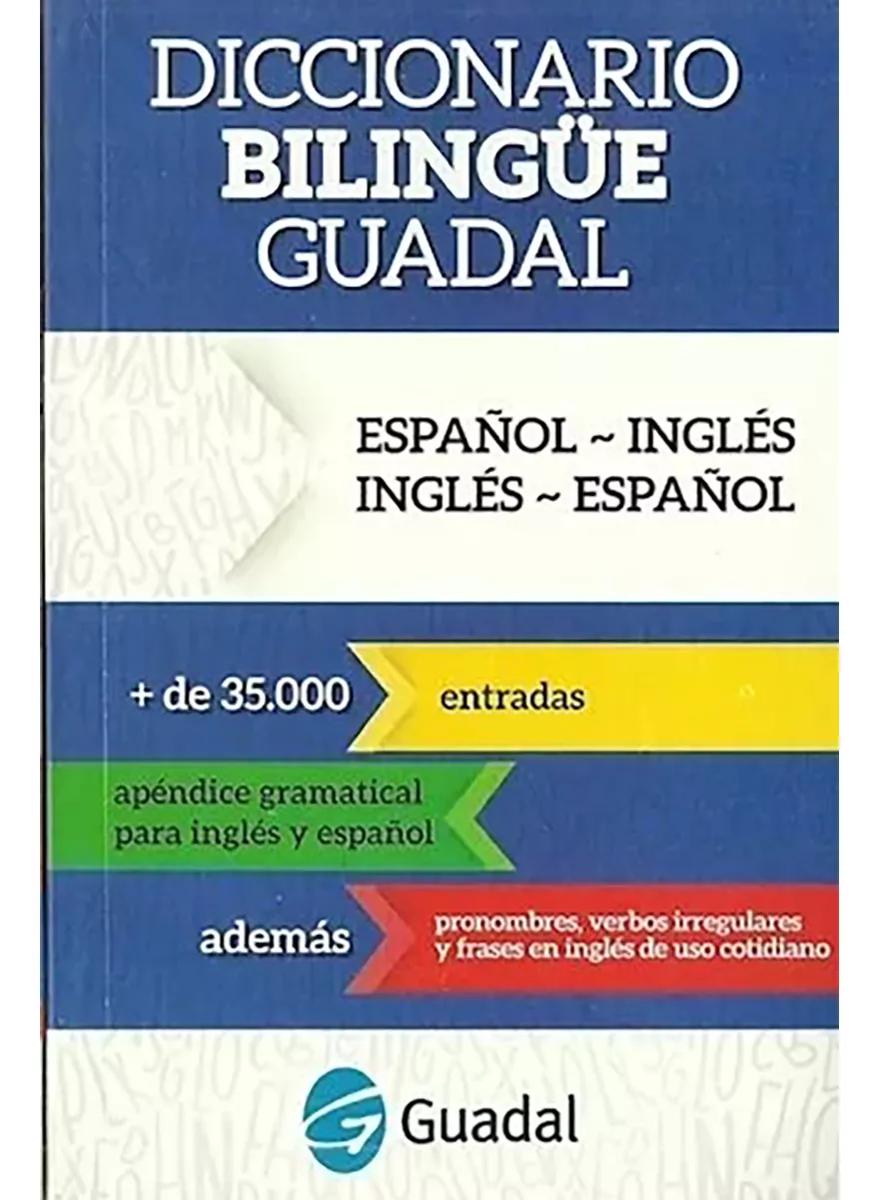 DICCIONARIO
BILINGÜE
GUADAL
ESPAÑOL ~ INGLÉS
INGLÉS ~ ESPAÑOL
+ de 35.000 entradas
apéndice gramatical
para inglés y español
además
pronombres, verbos irregulares
y frases en inglés de uso cotidiano
Guadal